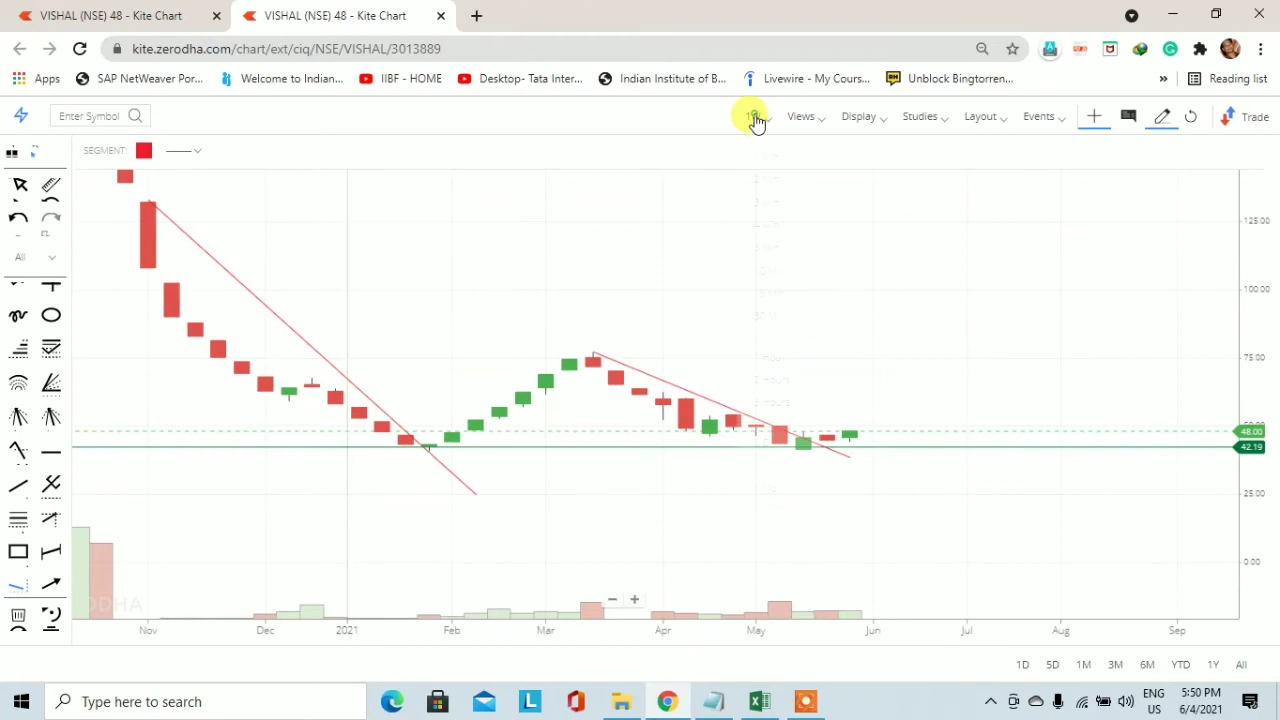 VISHAL (NSE) 48 - Kite Chart
VISHAL (NSE) 48 - Kite Chart
kite.zerodha.com/chart/ext/ciq/NSE/VISHAL/3013889
Apps
SAP NetWeaver Por...
Welcome to Indian...
IIBF - HOME
Desktop- Tata Inter...
Indian Institute of B...
Livewire - My Cours...
Unblock Bingtorren...
»
Reading list
Enter Symbol
Views
Display
Studies
Layout
Events
Trade
SEGMENT:
All
125.00
100.00
75.00
48.00
42.19
25.00
0.00
Nov
Dec
2021
Feb
Mar
Apr
May
Jun
Jul
Aug
Sep
1D
5D
1M
3M
6M
YTD
1Y
All
Type here to search
ENG
US
5:50 PM
6/4/2021